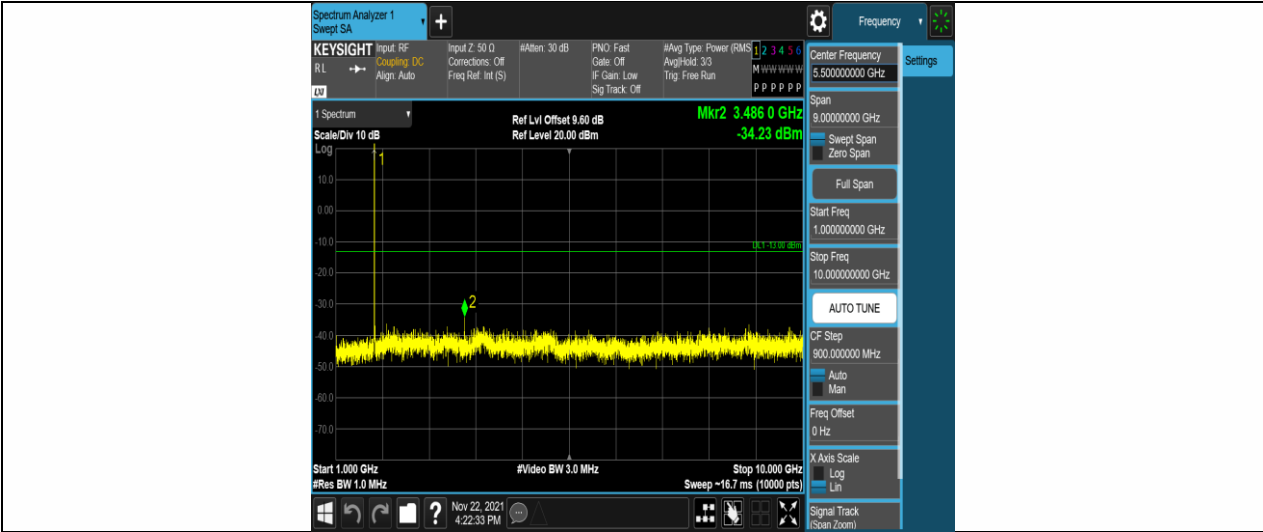 Spectrum Analyzer 1
Swept SA
Frequency
KEYSIGHT
RL
LXI
Input: RF
Coupling: DC
Align: Auto
Input Z: 50 Ω
Corrections: Off
Freq Ref: Int (S)
#Atten: 30 dB
PNO: Fast
Gate: Off
IF Gain: Low
Sig Track: Off
#Avg Type: Power (RMS
Avg|Hold: 3/3
Trig: Free Run
1 2 3 4 5 6
M W W W W W
P P P P P P
1 Spectrum
Scale/Div 10 dB
Log
Ref Lvl Offset 9.60 dB
Ref Level 20.00 dBm
Mkr2 3.486 0 GHz
-34.23 dBm
1
10.0
0.00
-10.0
DL1 -13.00 dBm
-20.0
-30.0
2
-40.0
-50.0
-60.0
-70.0
Start 1.000 GHz
#Res BW 1.0 MHz
#Video BW 3.0 MHz
Stop 10.000 GHz
Sweep ~16.7 ms (10000 pts)
?
Nov 22, 2021
4:22:33 PM
Center Frequency
5.500000000 GHz
Settings
Span
9.00000000 GHz
Swept Span
Zero Span
Full Span
Start Freq
1.000000000 GHz
Stop Freq
10.000000000 GHz
AUTO TUNE
CF Step
900.000000 MHz
Auto
Man
Freq Offset
0 Hz
X Axis Scale
Log
Lin
Signal Track
(Span Zoom)